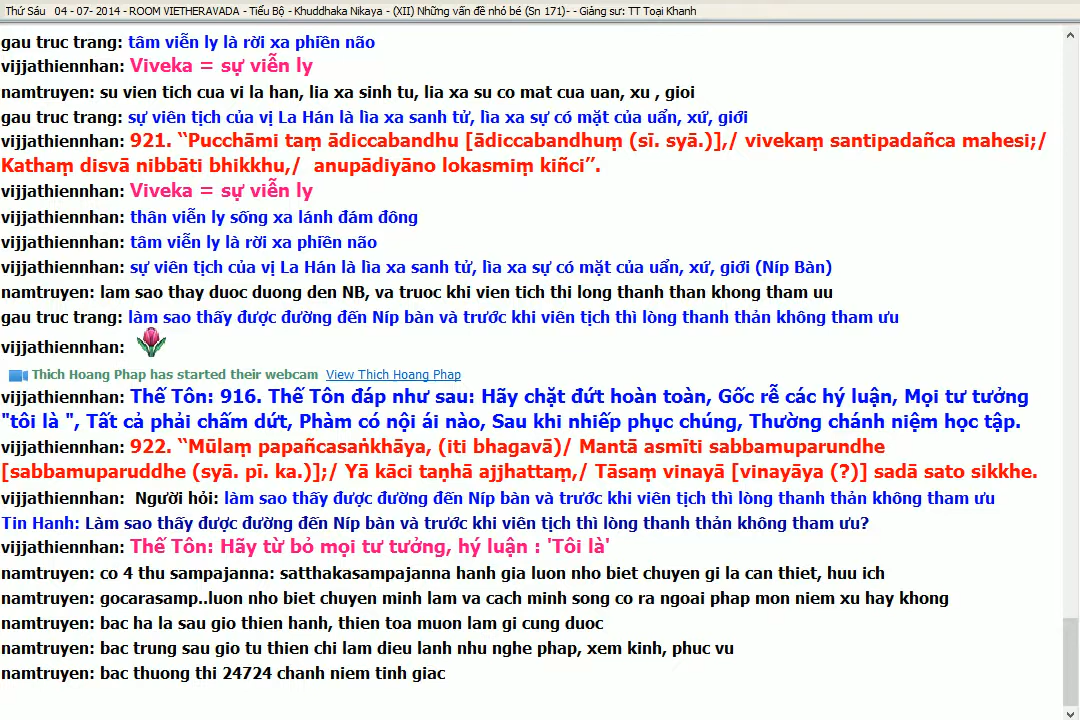 Thứ Sáu 04 - 07- 2014 - ROOM VIETHERAVADA - Tiểu Bộ - Khuddhaka Nikaya - (XII) Những vấn đề nhỏ bé (Sn 171)- - Giảng sư: TT Toại Khanh
gau truc trang: tâm viễn ly là rời xa phiền não
vijjathiennhan: Viveka = sự viễn ly
namtruyen: su vien tich cua vi la han, lia xa sinh tu, lia xa su co mat cua uan, xu , gioi
gau truc trang: sự viên tịch của vị La Hán là lìa xa sanh tử, lìa xa sự có mặt của uẩn, xứ, giới
vijjathiennhan: 921. “Pucchāmi taṃ ādiccabandhu [ādiccabandhuṃ (sī. syā.)],/ vivekaṃ santipadañca mahesi;/
Kathaṃ disvā nibbāti bhikkhu,/ anupādiyāno lokasmiṃ kiñci”.
vijjathiennhan: Viveka = sự viễn ly
vijjathiennhan: thân viễn ly sống xa lánh đám đông
vijjathiennhan: tâm viễn ly là rời xa phiền não
vijjathiennhan: sự viên tịch của vị La Hán là lìa xa sanh tử, lìa xa sự có mặt của uẩn, xứ, giới (Níp Bàn)
namtruyen: lam sao thay duoc duong den NB, va truoc khi vien tich thi long thanh than khong tham uu
gau truc trang: làm sao thấy được đường đến Níp bàn và trước khi viên tịch thì lòng thanh thản không tham ưu
vijjathiennhan:
Thich Hoang Phap has started their webcam View Thich Hoang Phap
vijjathiennhan: Thế Tôn: 916. Thế Tôn đáp như sau: Hãy chặt đứt hoàn toàn, Gốc rễ các hý luận, Mọi tư tưởng
"tôi là ", Tất cả phải chấm dứt, Phàm có nội ái nào, Sau khi nhiếp phục chúng, Thường chánh niệm học tập.
vijjathiennhan: 922. “Mūlaṃ papañcasaṅkhāya, (iti bhagavā)/ Mantā asmīti sabbamuparundhe
[sabbamuparuddhe (syā. pī. ka.)];/ Yā kāci taṇhā ajjhattaṃ,/ Tāsaṃ vinayā [vinayāya (?)] sadā sato sikkhe.
vijjathiennhan: Người hỏi: làm sao thấy được đường đến Níp bàn và trước khi viên tịch thì lòng thanh thản không tham ưu
Tin Hanh: Làm sao thấy được đường đến Níp bàn và trước khi viên tịch thì lòng thanh thản không tham ưu?
vijjathiennhan: Thế Tôn: Hãy từ bỏ mọi tư tưởng, hý luận : 'Tôi là'
namtruyen: co 4 thu sampajanna: satthakasampajanna hanh gia luon nho biet chuyen gi la can thiet, huu ich
namtruyen: gocarasamp..luon nho biet chuyen minh lam va cach minh song co ra ngoai phap mon niem xu hay khong
namtruyen: bac ha la sau gio thien hanh, thien toa muon lam gi cung duoc
namtruyen: bac trung sau gio tu thien chi lam dieu lanh nhu nghe phap, xem kinh, phuc vu
namtruyen: bac thuong thi 24724 chanh niem tinh giac